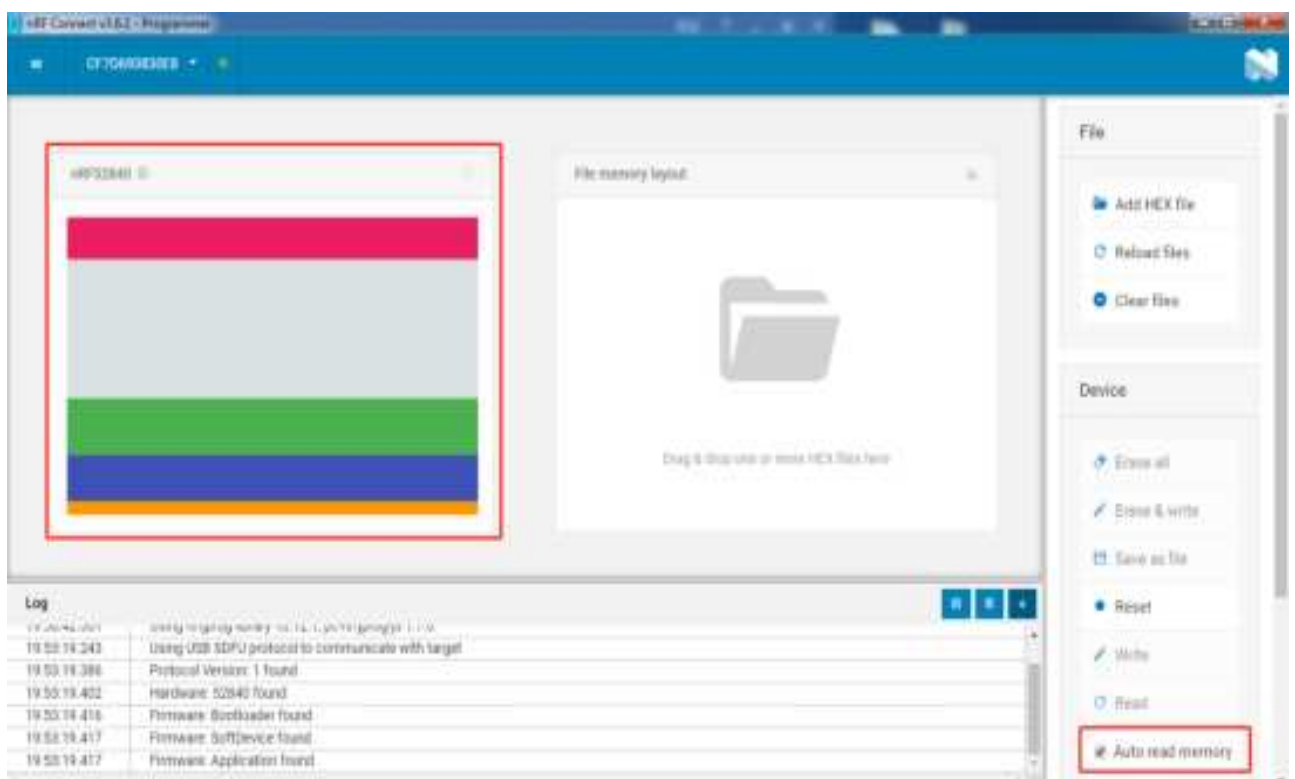 nRF Connect v3.6.2 - Programmer
nRF52840
File memory layout
Drag & drop one or more HEX files here
File
Add HEX file
Reload files
Clear files
Device
Erase all
Erase & write
Save as file
Reset
Write
Read
Auto read memory
Log
19:53:19.243 Using USB SDFU protocol to communicate with target
19:53:19.386 Protocol Version: 1 found
19:53:19.402 Hardware: 52840 found
19:53:19.416 Firmware: Bootloader found
19:53:19.417 Firmware: SoftDevice found
19:53:19.417 Firmware: Application found